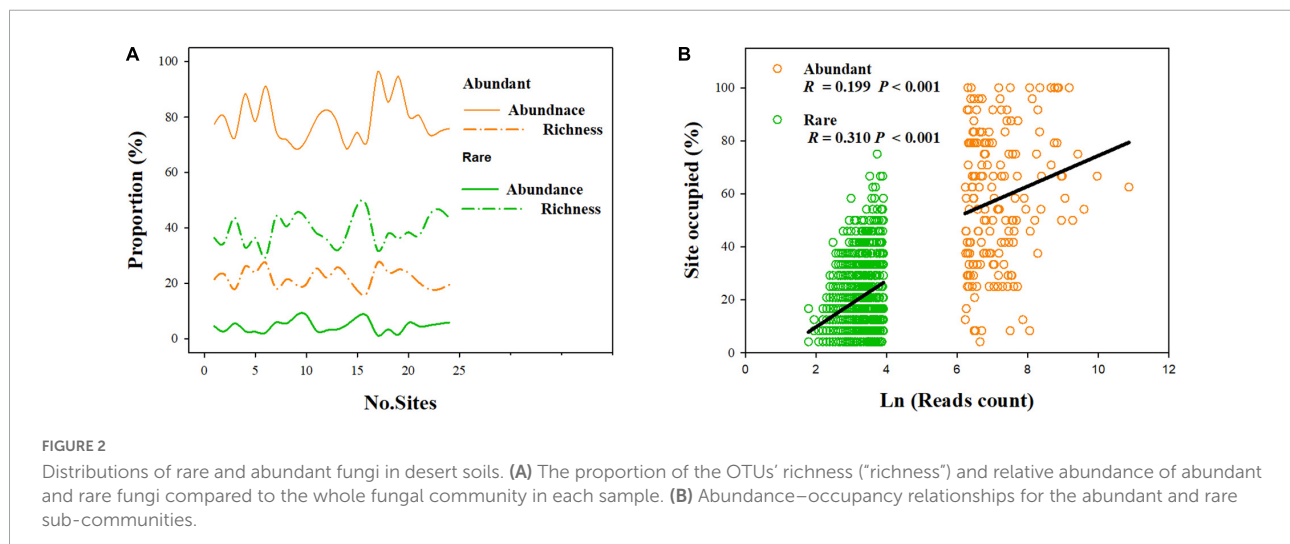 A
Proportion (%)
100
80
60
40
20
0
0
5
10
15
20
25
No.Sites
Abundant
Abundnace
Richness
Rare
Abundance
Richness
B
Site occupied (%)
100
80
60
40
20
0
0
2
4
6
8
10
12
Ln (Reads count)
Abundant
R = 0.199 P < 0.001
Rare
R = 0.310 P < 0.001
FIGURE 2
Distributions of rare and abundant fungi in desert soils. (A) The proportion of the OTUs’ richness (“richness”) and relative abundance of abundant
and rare fungi compared to the whole fungal community in each sample. (B) Abundance–occupancy relationships for the abundant and rare
sub-communities.